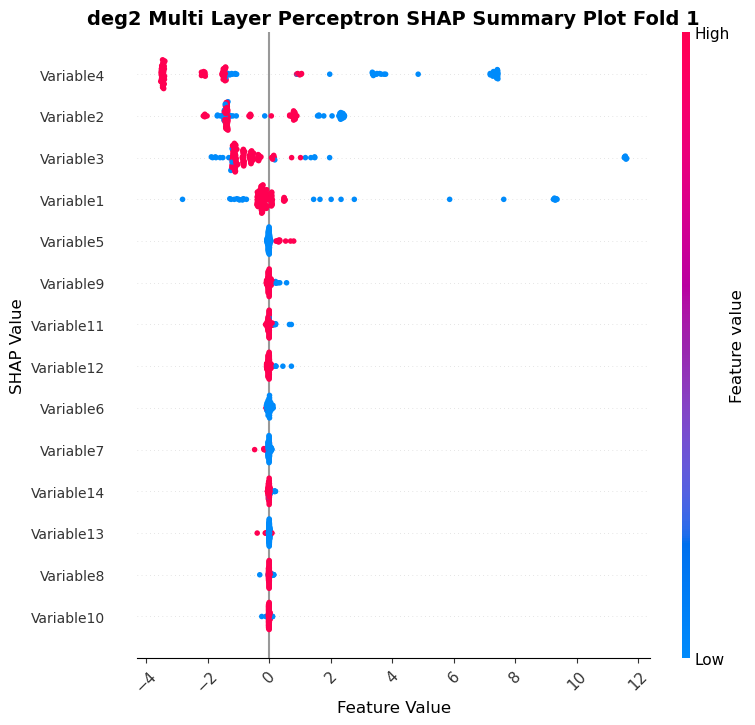 deg2 Multi Layer Perceptron SHAP Summary Plot Fold 1
High
Variable4
Variable2
Variable3
Variable1
Variable5
Variable9
Variable11
Variable12
Variable6
Variable7
Variable14
Variable13
Variable8
Variable10
SHAP Value
Feature value
Low
−4
−2
0
2
4
6
8
10
12
Feature Value